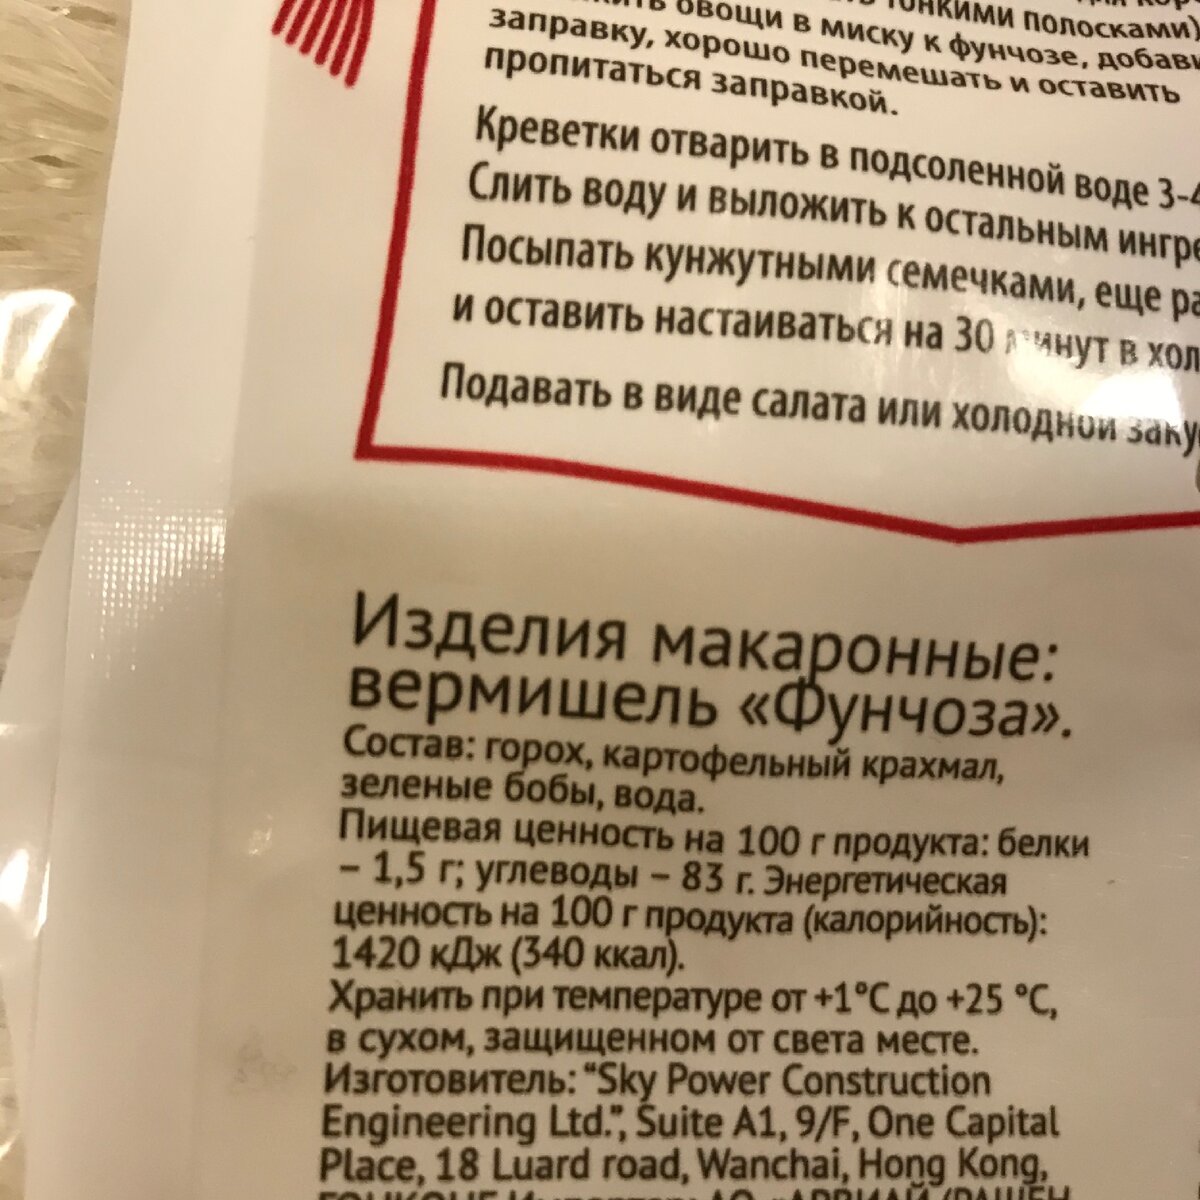 овощи в миску к фунчозе,
заправку, хорошо перемешать и оставить
пропитаться заправкой.
Креветки отварить в подсоленной воде
Слить воду и выложить к остальным
Посыпать кунжутными семечками, еще
и оставить настаиваться на 30 минут в
Подавать в виде салата или холодной
Изделия макаронные:
вермишель «Фунчоза».
Состав: горох, картофельный крахмал,
зеленые бобы, вода.
Пищевая ценность на 100 г продукта: белки
– 1,5 г; углеводы – 83 г. Энергетическая
ценность на 100 г продукта (калорийность):
1420 кДж (340 ккал).
Хранить при температуре от +1°C до +25 °C,
в сухом, защищенном от света месте.
Изготовитель: “Sky Power Construction
Engineering Ltd.”, Suite A1, 9/F, One Capital
Place, 18 Luard road, Wanchai, Hong Kong,